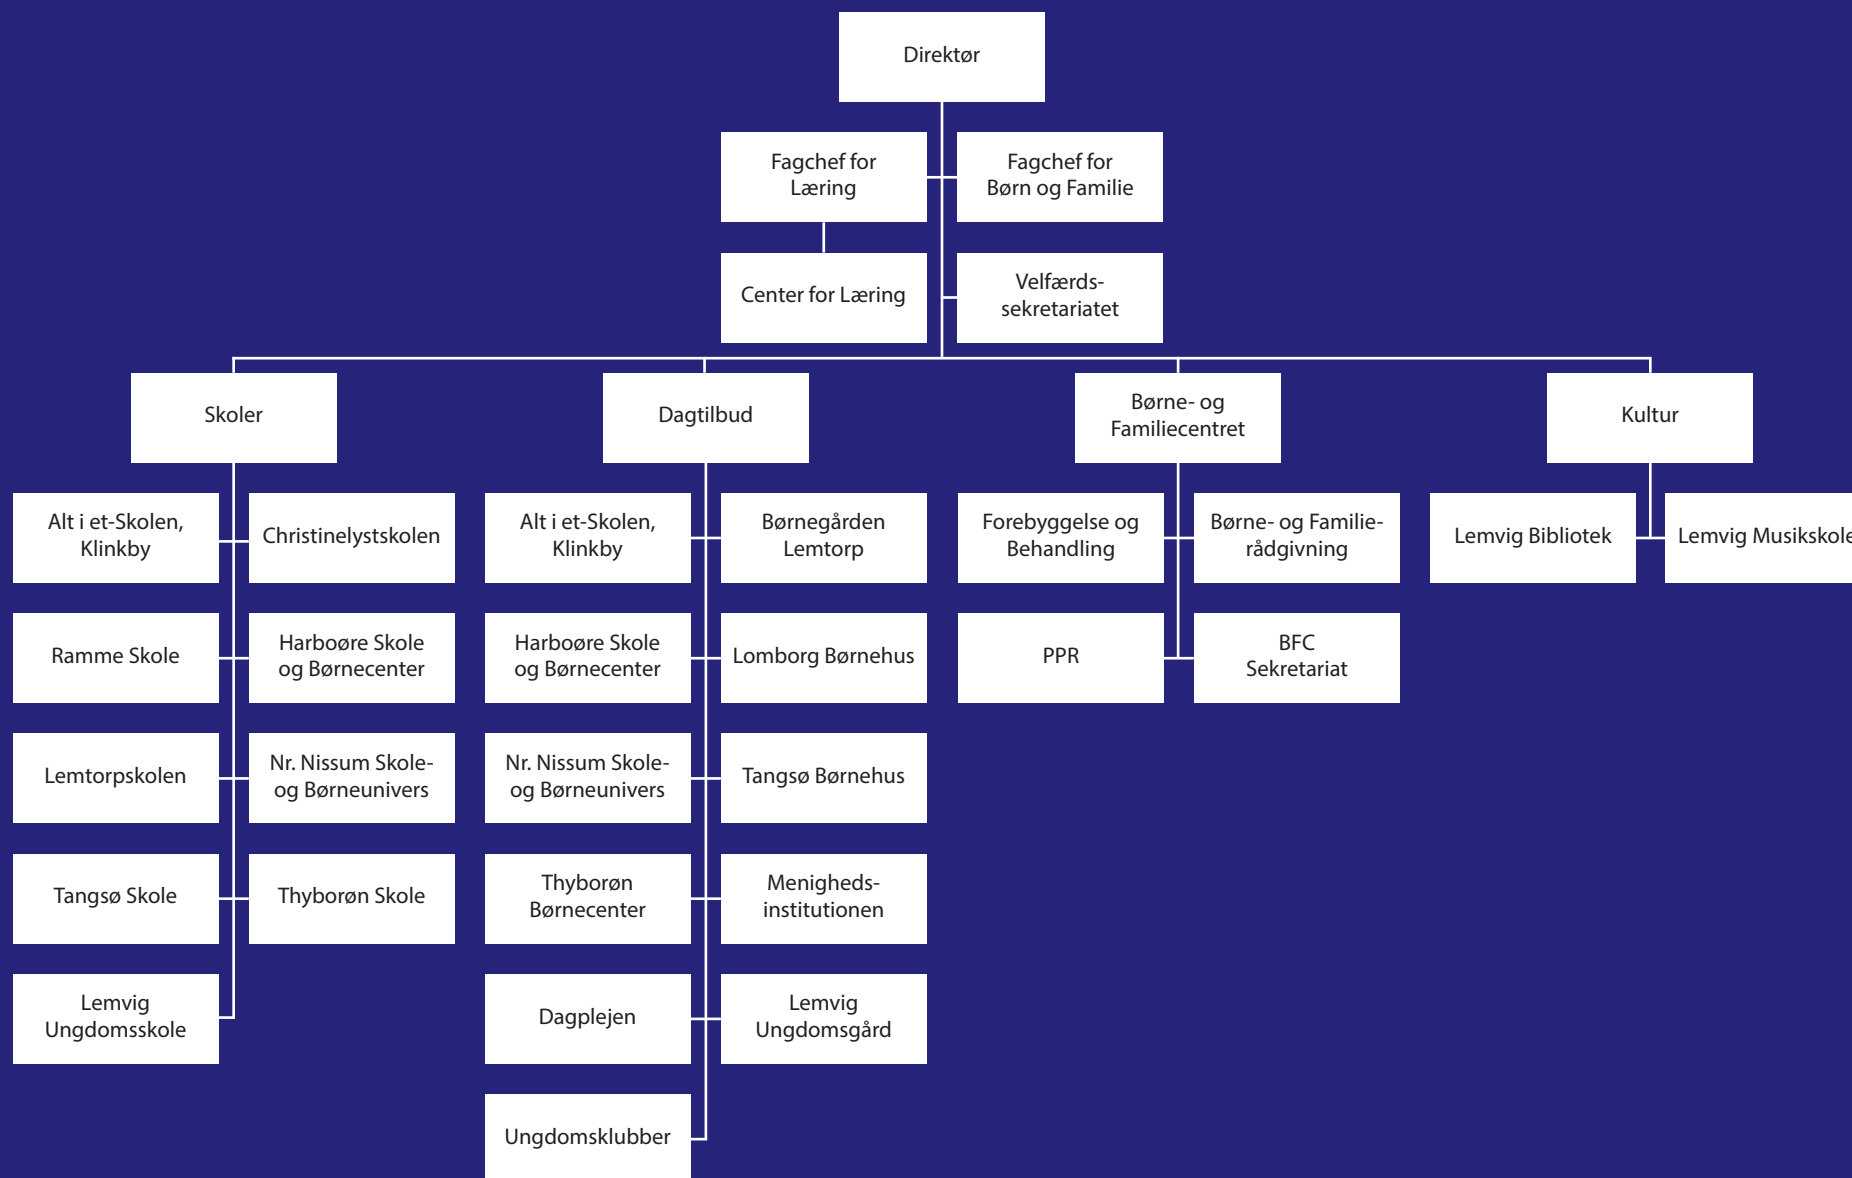 Direktør
Fagchef for
Læring
Fagchef for
Børn og Familie
Center for Læring
Velfærds-
sekretariatet
Skoler
Dagtilbud
Børne- og
Familiecentret
Kultur
Alt i et-Skolen,
Klinkby
Christinelystskolen
Ramme Skole
Harboøre Skole
og Børnecenter
Lemtorpskolen
Nr. Nissum Skole-
og Børneunivers
Tangsø Skole
Thyborøn Skole
Lemvig
Ungdomsskole
Alt i et-Skolen,
Klinkby
Børnegården
Lemtorp
Harboøre Skole
og Børnecenter
Lomborg Børnehus
Nr. Nissum Skole-
og Børneunivers
Tangsø Børnehus
Thyborøn
Børnecenter
Menigheds-
institutionen
Dagplejen
Lemvig
Ungdomsgård
Ungdomsklubber
Forebyggelse og
Behandling
Børne- og Familie-
rådgivning
PPR
BFC
Sekretariat
Lemvig Bibliotek
Lemvig Musikskole